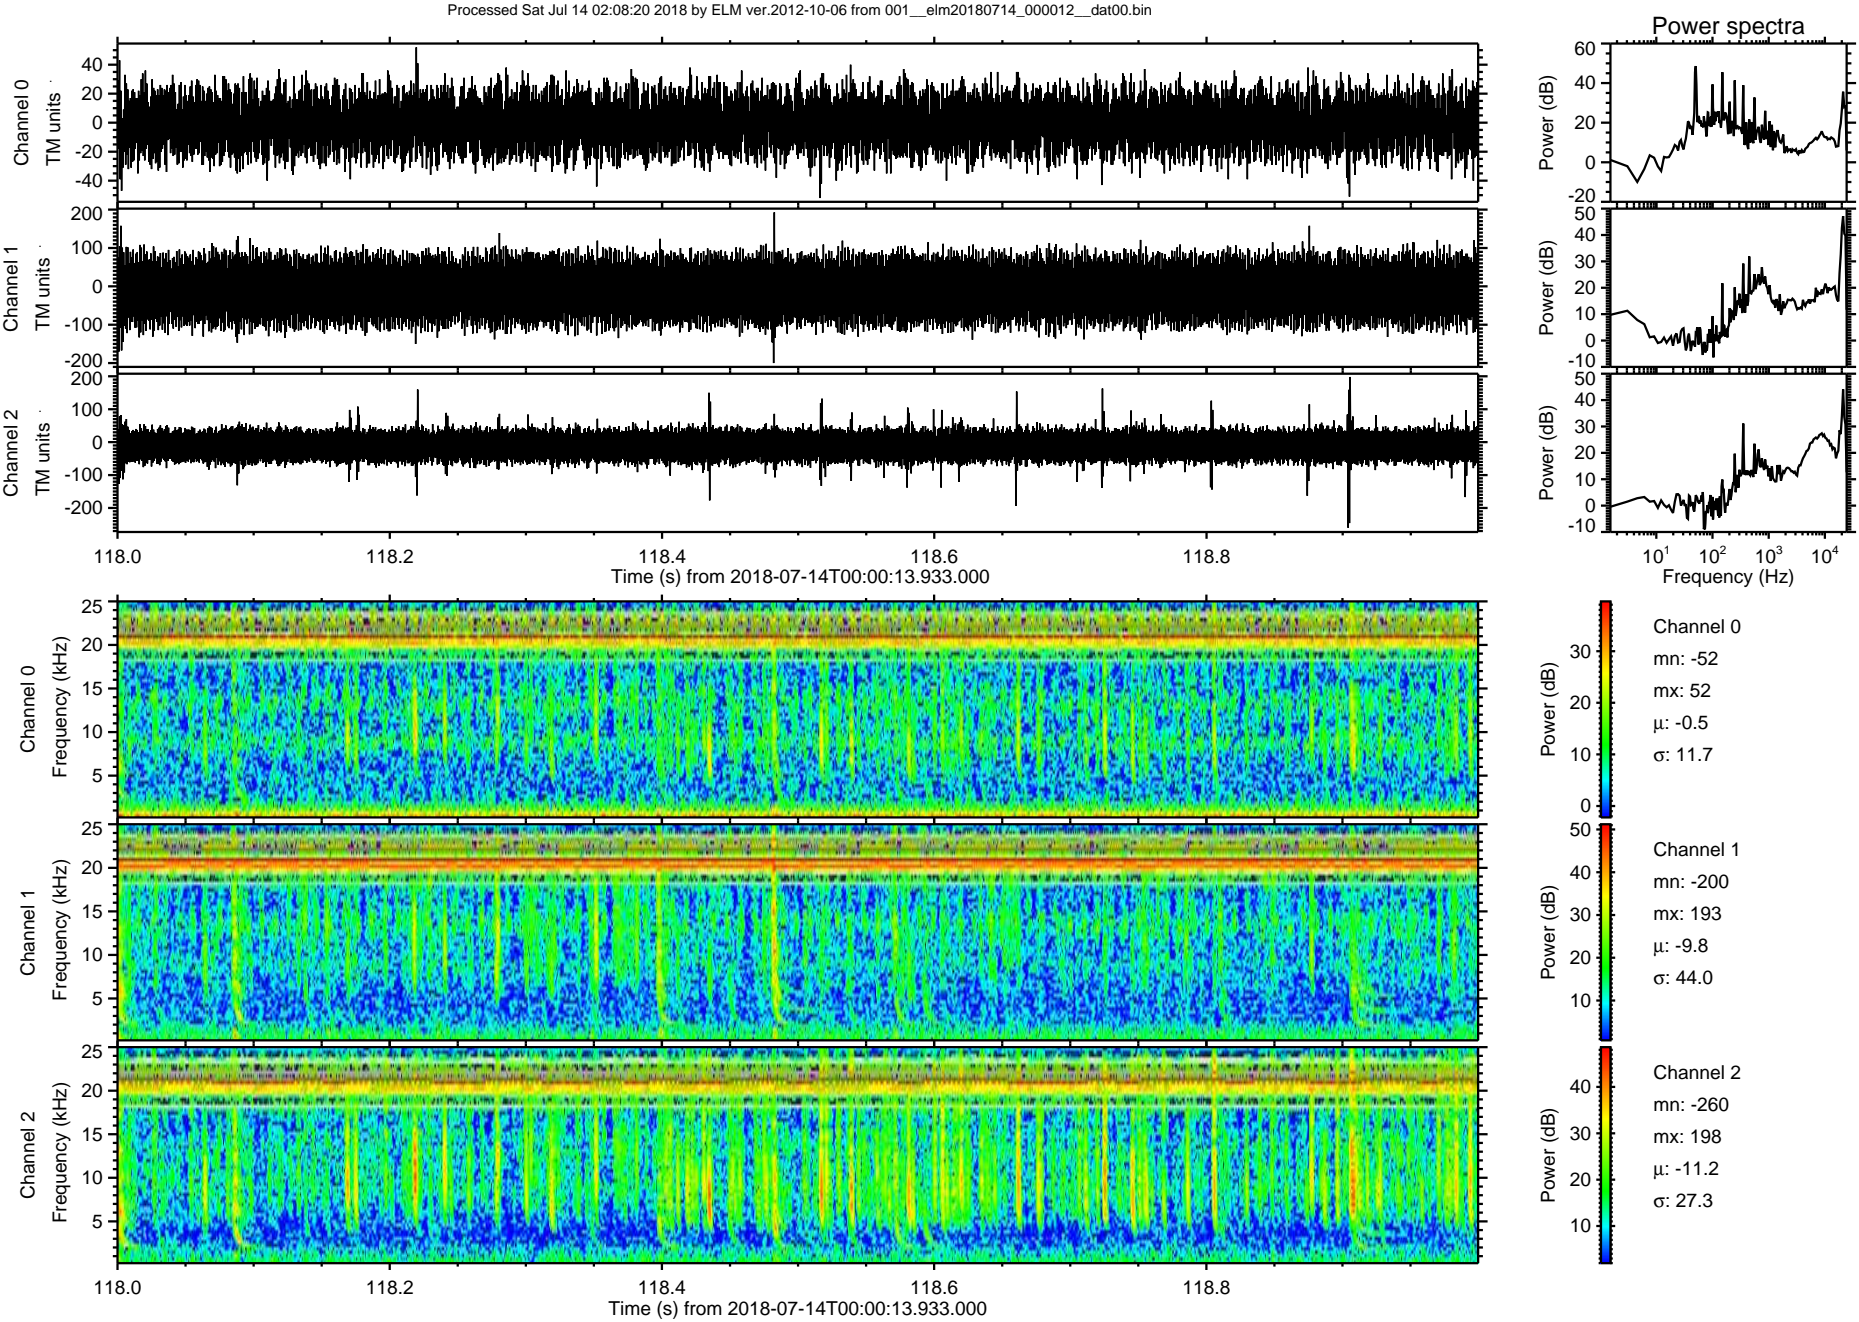 Processed Sat Jul 14 02:08:20 2018 by ELM ver.2012-10-06 from 001__elm20180714_000012__dat00.bin
Power spectra
Channel 0
TM units
40
20
0
-20
-40
Power (dB)
60
40
20
0
-20
Channel 1
TM units
200
100
0
-100
-200
Power (dB)
50
40
30
20
10
0
-10
Channel 2
TM units
200
100
0
-100
-200
Power (dB)
50
40
30
20
10
0
-10
118.0 118.2 118.4 118.6 118.8
Time (s) from 2018-07-14T00:00:13.933.000
10¹ 10² 10³ 10⁴
Frequency (Hz)
Channel 0
Frequency (kHz)
25
20
15
10
5
Power (dB)
30
20
10
0
Channel 0
mn: -52
mx: 52
μ: -0.5
σ: 11.7
Channel 1
Frequency (kHz)
25
20
15
10
5
Power (dB)
50
40
30
20
10
Channel 1
mn: -200
mx: 193
μ: -9.8
σ: 44.0
Channel 2
Frequency (kHz)
25
20
15
10
5
Power (dB)
40
30
20
10
Channel 2
mn: -260
mx: 198
μ: -11.2
σ: 27.3
118.0 118.2 118.4 118.6 118.8
Time (s) from 2018-07-14T00:00:13.933.000